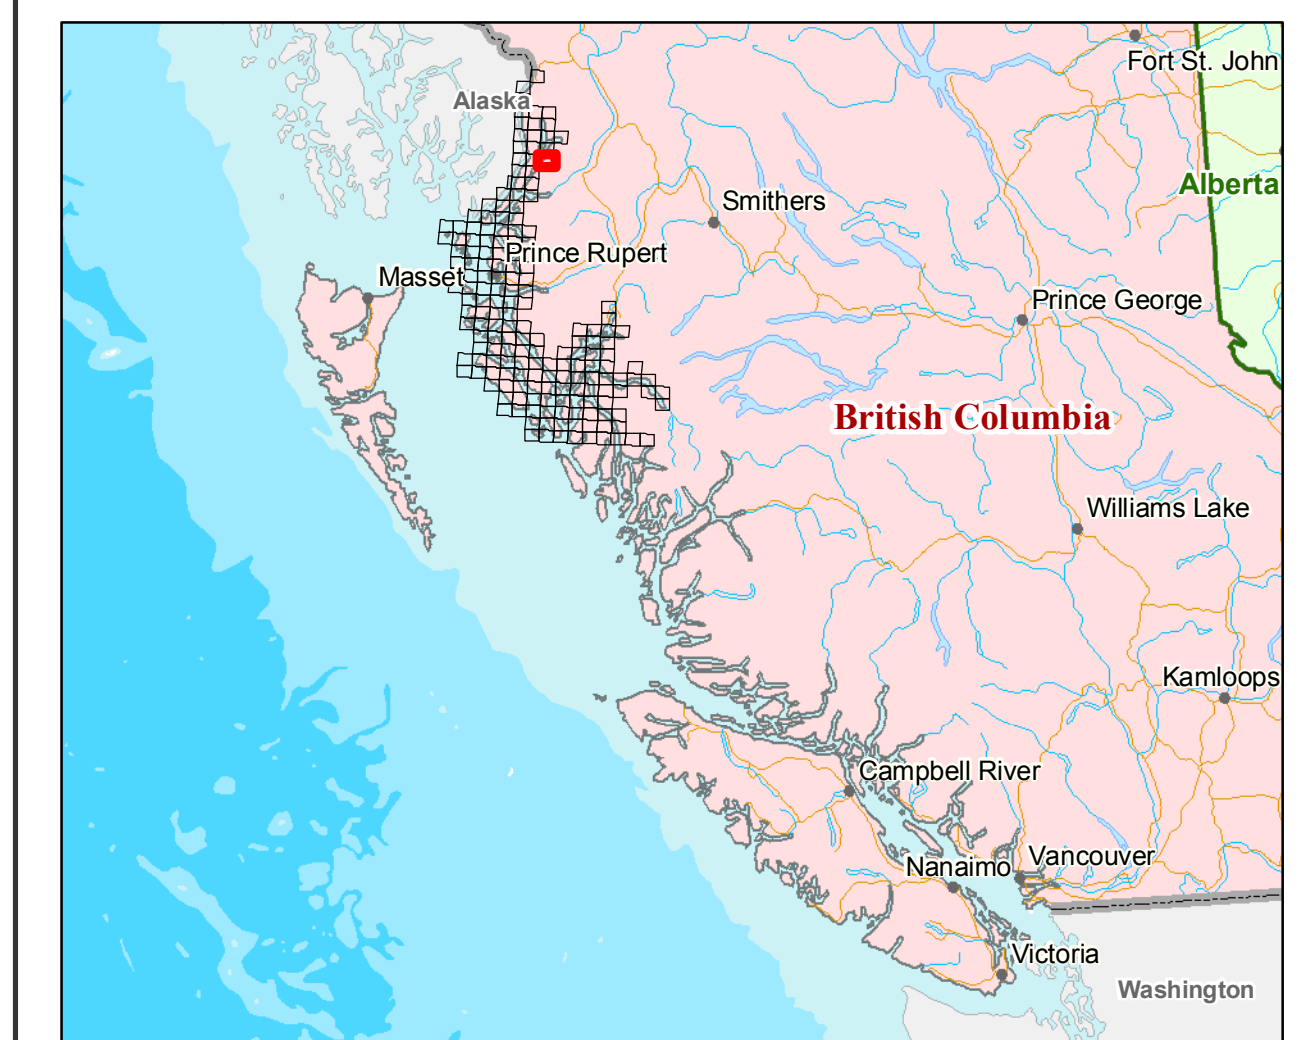 Fort St. John
Alaska
Alberta
Smithers
Prince Rupert
Masset
Prince George
British Columbia
Williams Lake
Kamloops
Campbell River
Vancouver
Nanaimo
Victoria
Washington